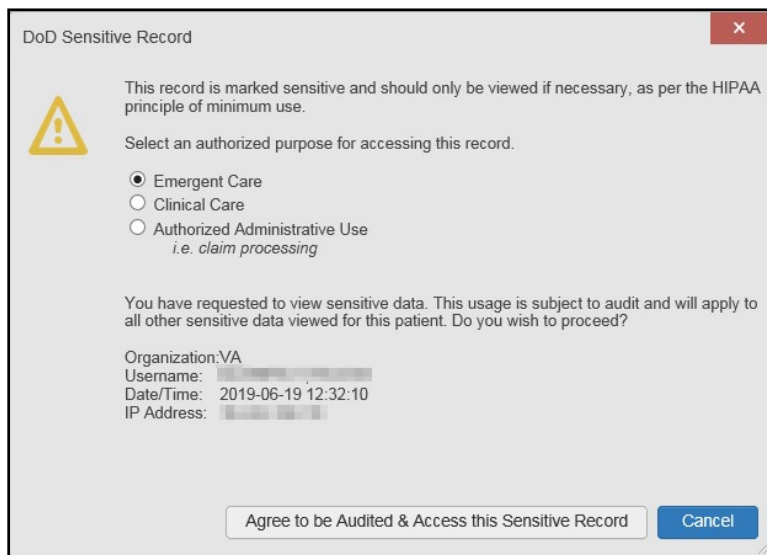 DoD Sensitive Record
This record is marked sensitive and should only be viewed if necessary, as per the HIPAA
principle of minimum use.
Select an authorized purpose for accessing this record.
Emergent Care
Clinical Care
Authorized Administrative Use
i.e. claim processing
You have requested to view sensitive data. This usage is subject to audit and will apply to
all other sensitive data viewed for this patient. Do you wish to proceed?
Organization:VA
Username:
Date/Time: 2019-06-19 12:32:10
IP Address:
Agree to be Audited & Access this Sensitive Record
Cancel